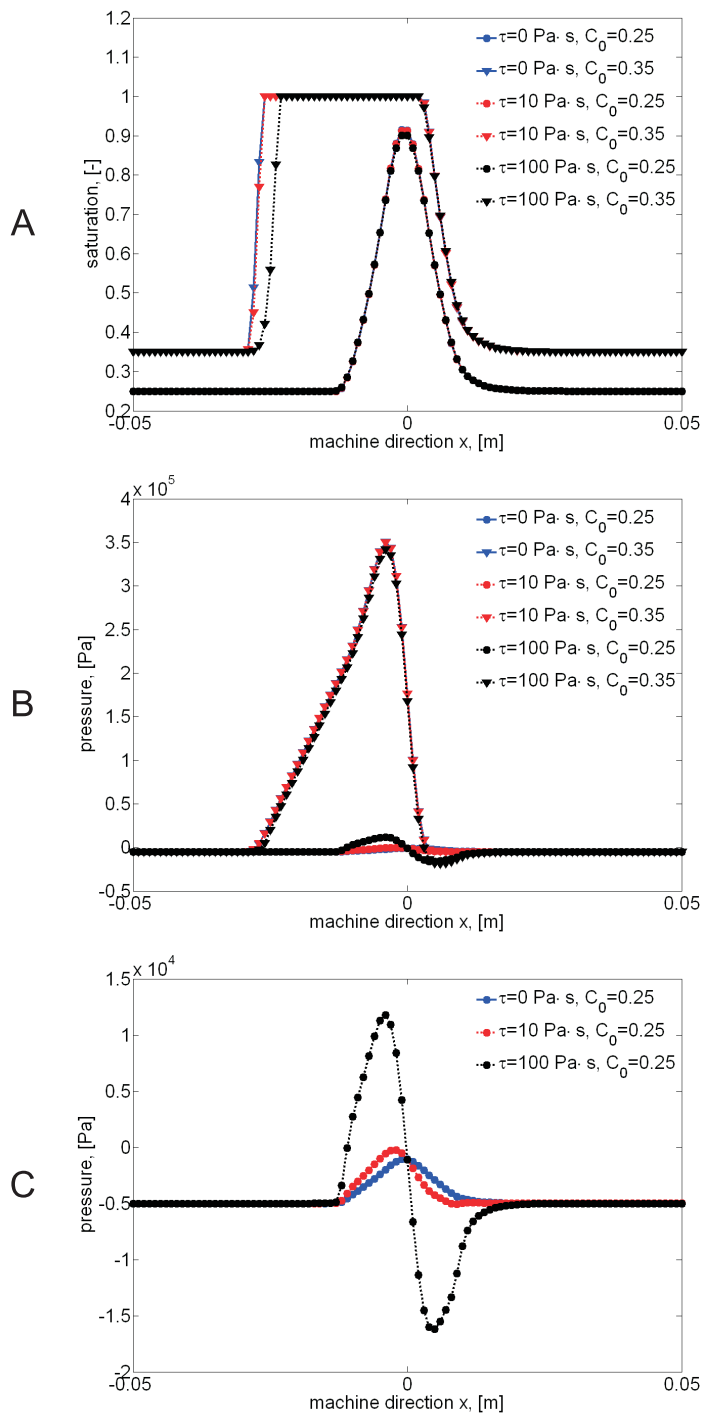 A
saturation, [-]
1.2
1.1
1
0.9
0.8
0.7
0.6
0.5
0.4
0.3
0.2
τ=0 Pa· s, C0=0.25
τ=0 Pa· s, C0=0.35
τ=10 Pa· s, C0=0.25
τ=10 Pa· s, C0=0.35
τ=100 Pa· s, C0=0.25
τ=100 Pa· s, C0=0.35
-0.05 0 0.05
machine direction x, [m]
B
pressure, [Pa]
x 10^5
4
3.5
3
2.5
2
1.5
1
0.5
0
-0.5
τ=0 Pa· s, C0=0.25
τ=0 Pa· s, C0=0.35
τ=10 Pa· s, C0=0.25
τ=10 Pa· s, C0=0.35
τ=100 Pa· s, C0=0.25
τ=100 Pa· s, C0=0.35
-0.05 0 0.05
machine direction x, [m]
C
pressure, [Pa]
x 10^4
1.5
1
0.5
0
-0.5
-1
-1.5
-2
τ=0 Pa· s, C0=0.25
τ=10 Pa· s, C0=0.25
τ=100 Pa· s, C0=0.25
-0.05 0 0.05
machine direction x, [m]